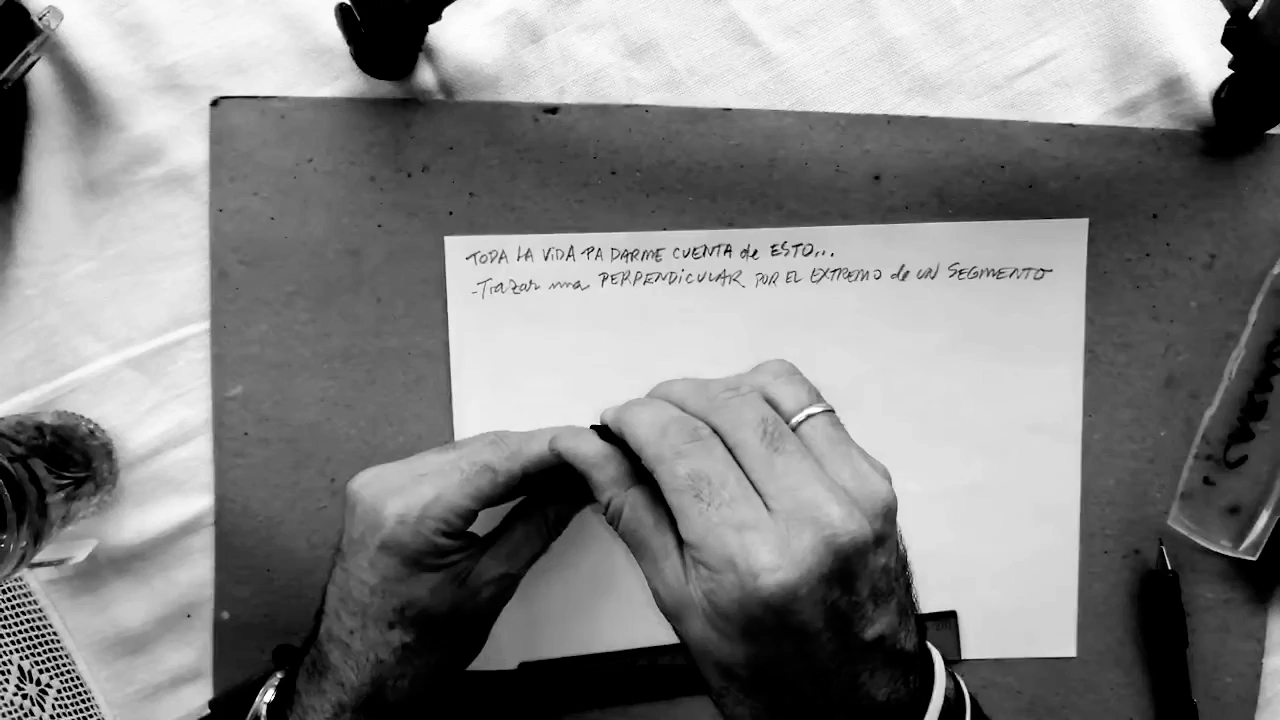 TODA LA ViDA PA DARME CUENTA de ESTO...
-Trazar una PERPENDiCULAR POR EL EXTREMO de UN SEGMENTO